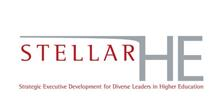 STELLAR HE
Strategic Executive Development for Diverse Leaders in Higher Education